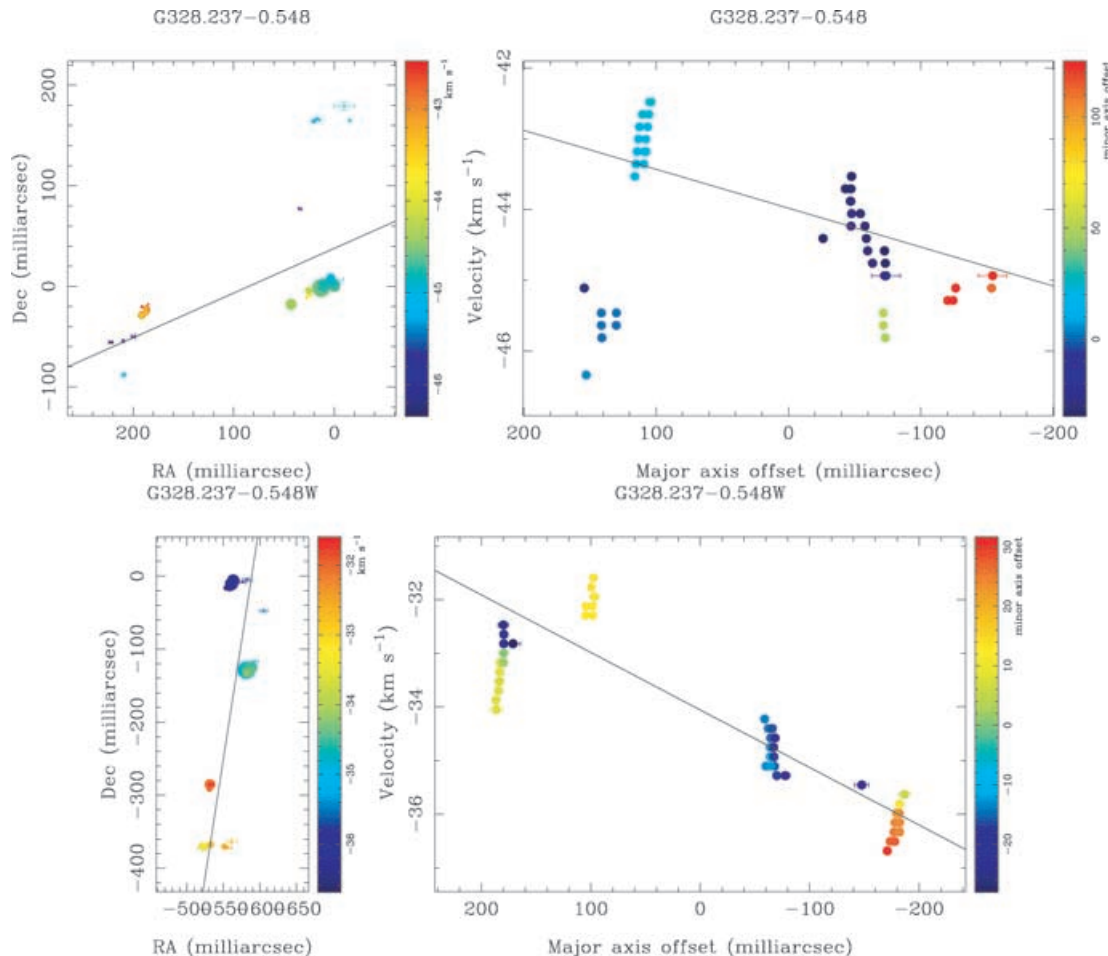 G328.237−0.548
G328.237−0.548
Dec (milliarcsec)
200
100
0
−100
200
100
0
RA (milliarcsec)
km s⁻¹
−43
−44
−45
−46
Velocity (km s⁻¹)
−42
−44
−46
200
100
0
−100
−200
Major axis offset (milliarcsec)
minor axis offset
100
50
0
G328.237−0.548W
G328.237−0.548W
Dec (milliarcsec)
0
−100
−200
−300
−400
−500−550−600−650
RA (milliarcsec)
km s⁻¹
−32
−33
−34
−35
−36
Velocity (km s⁻¹)
−32
−34
−36
200
100
0
−100
−200
Major axis offset (milliarcsec)
minor axis offset
30
20
10
0
−10
−20